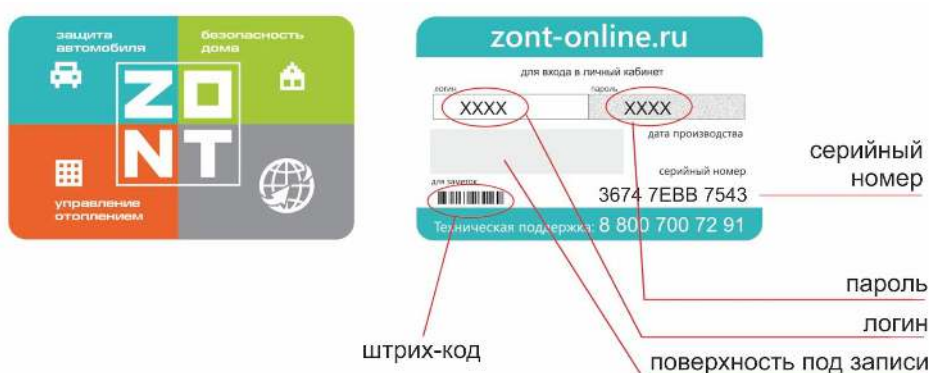 защита
автомобиля
безопасность
дома
ZO
NT
управление
отоплением
zont-online.ru
для входа в личный кабинет
логин
пароль
XXXX
XXXX
дата производства
серийный номер
для заметок
3674 7EBB 7543
Техническая поддержка: 8 800 700 72 91
серийный
номер
пароль
логин
штрих-код
поверхность под записи